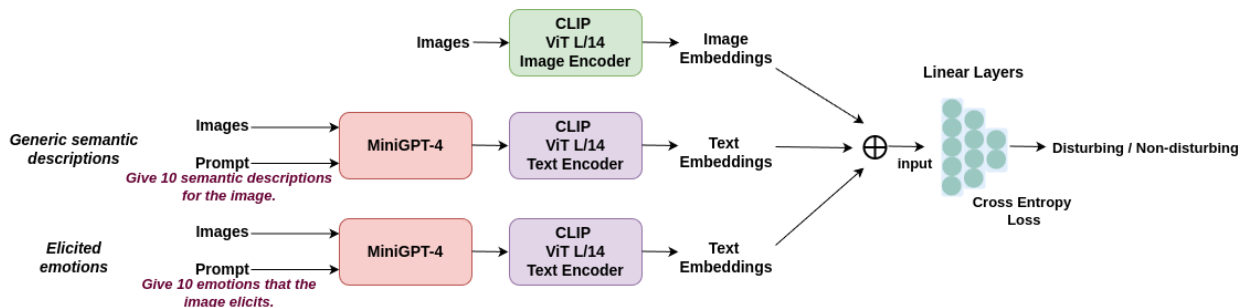 Images
CLIP
ViT L/14
Image Encoder
Image
Embeddings
Generic semantic
descriptions
Images
Prompt
Give 10 semantic descriptions
for the image.
MiniGPT-4
CLIP
ViT L/14
Text Encoder
Text
Embeddings
Elicited
emotions
Images
Prompt
Give 10 emotions that the
image elicits.
MiniGPT-4
CLIP
ViT L/14
Text Encoder
Text
Embeddings
input
Linear Layers
Cross Entropy
Loss
Disturbing / Non-disturbing